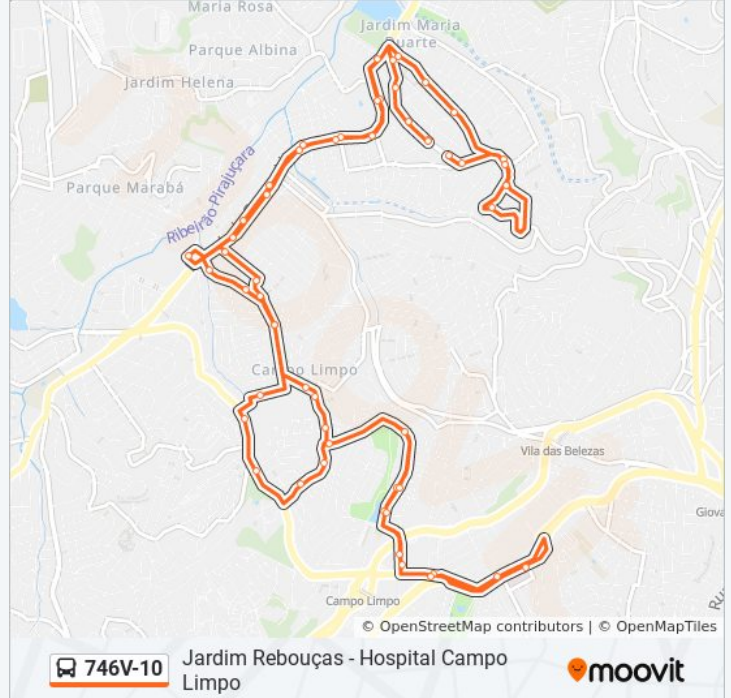 Maria Rosa
Jardim Maria
Duarte
Parque Albina
Jardim Helena
Parque Marabá
Ribeirão Pirajuçara
Campo Limpo
Vila das Belezas
Giova
Campo Limpo
Ru
© OpenStreetMap contributors | © OpenMapTiles
746V-10
Jardim Rebouças - Hospital Campo
Limpo
moovit